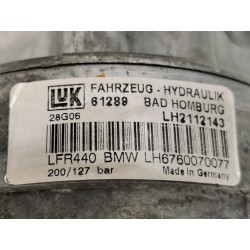 LUK FAHRZEUG - HYDRAULIK
61289 BAD HOMBURG
28G06 LH2112143
LFR440 BMW LH6760070077
200/127 bar Made in Germany